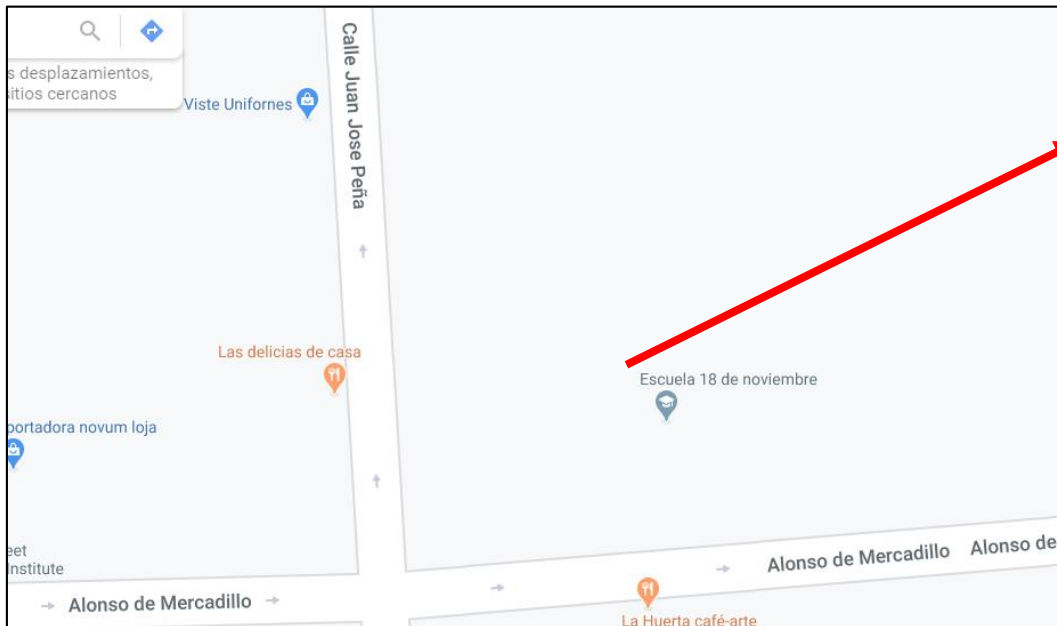 s desplazamientos,
sitios cercanos
Viste Unifornes
Calle Juan Jose Peña
Las delicias de casa
Escuela 18 de noviembre
portadora novum loja
eet
Institute
Alonso de Mercadillo
Alonso de Mercadillo
Alonso de
La Huerta café-arte